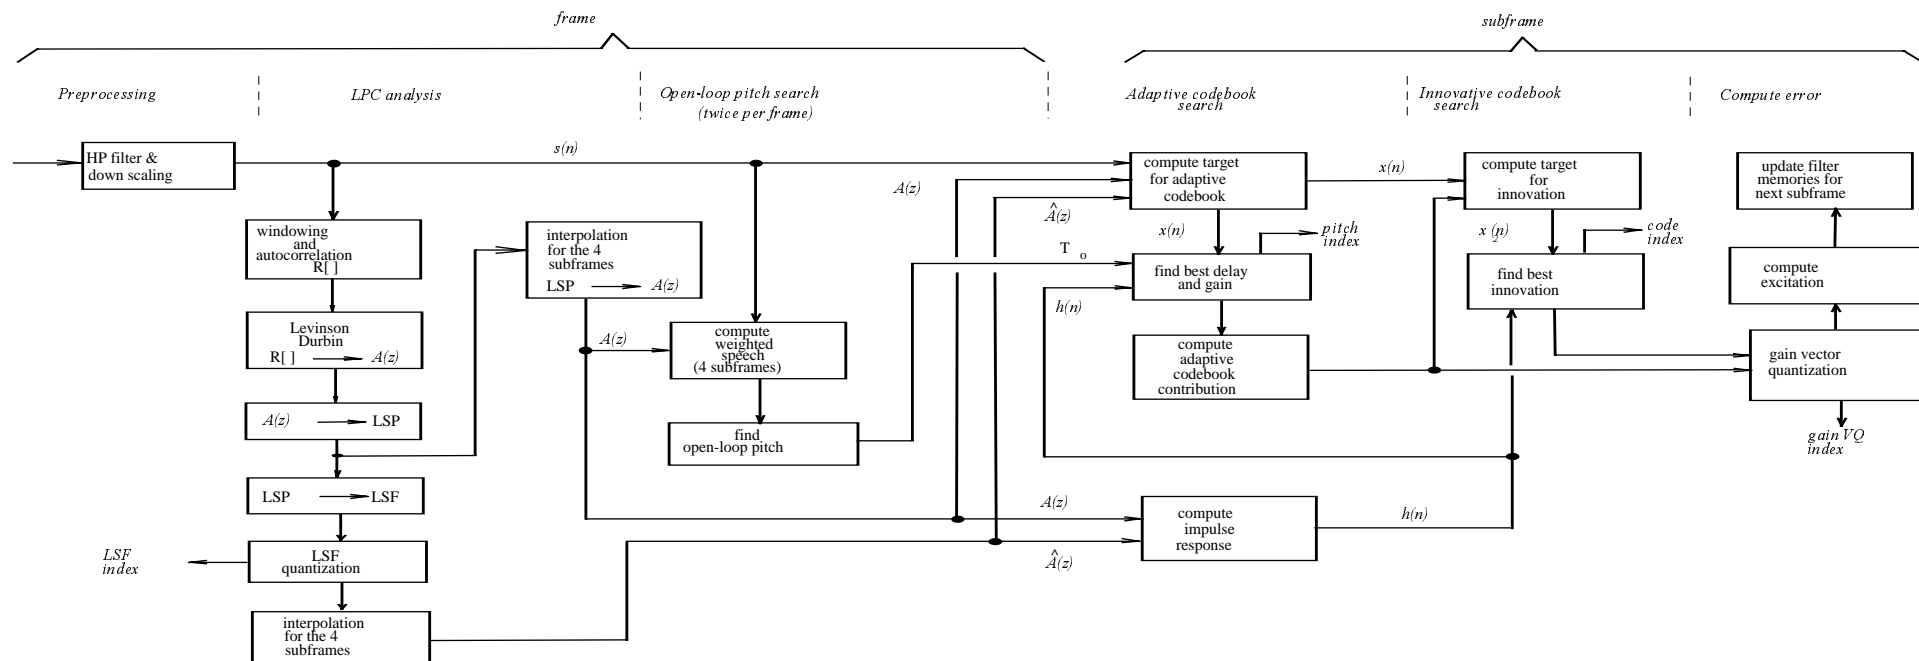 frame
subframe
Preprocessing
LPC analysis
Open-loop pitch search
(twice per frame)
Adaptive codebook
search
Innovative codebook
search
Compute error
HP filter &
down scaling
s(n)
windowing
and
autocorrelation
R[ ]
Levinson
Durbin
R[ ] A(z)
A(z) LSP
LSP LSF
LSF
quantization
LSF
index
interpolation
for the 4
subframes
interpolation
for the 4
subframes
LSP A(z)
A(z)
compute
weighted
speech
(4 subframes)
find
open-loop pitch
A(z)
Â(z)
T o
h(n)
A(z)
Â(z)
compute target
for adaptive
codebook
x(n)
x(n)
pitch
index
find best delay
and gain
compute
adaptive
codebook
contribution
compute
impulse
response
h(n)
compute target
for
innovation
x2(n)
code
index
find best
innovation
update filter
memories for
next subframe
compute
excitation
gain vector
quantization
gain VQ
index